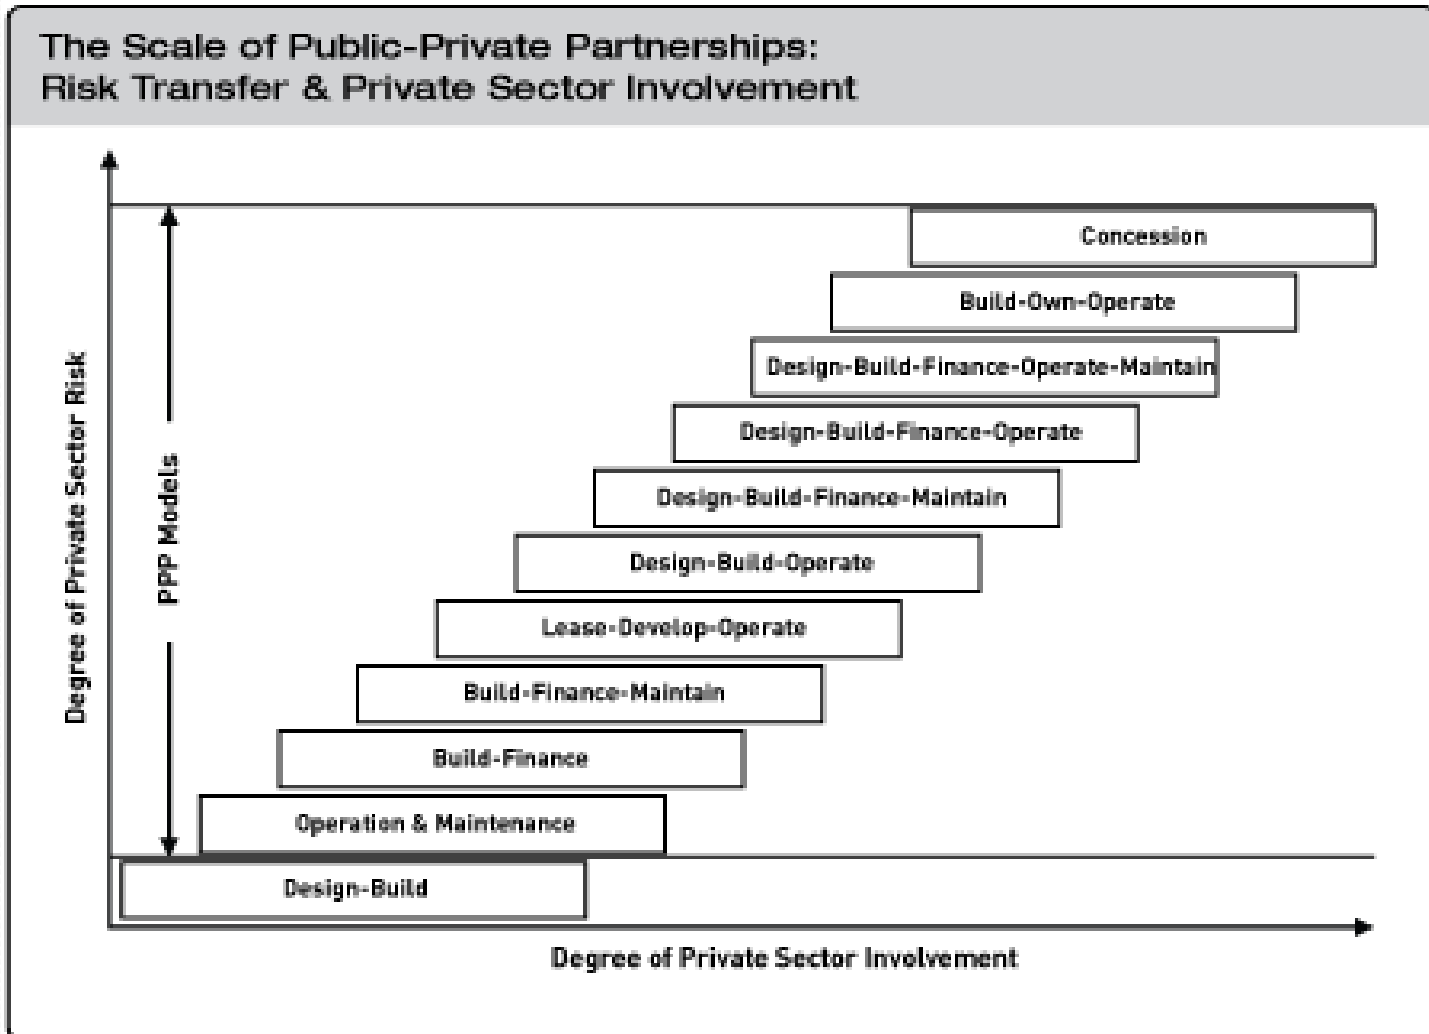 The Scale of Public-Private Partnerships:
Risk Transfer & Private Sector Involvement
Concession
Build-Own-Operate
Design-Build-Finance-Operate-Maintain
Design-Build-Finance-Operate
Design-Build-Finance-Maintain
Design-Build-Operate
Lease-Develop-Operate
Build-Finance-Maintain
Build-Finance
Operation & Maintenance
Design-Build
Degree of Private Sector Risk
PPP Models
Degree of Private Sector Involvement